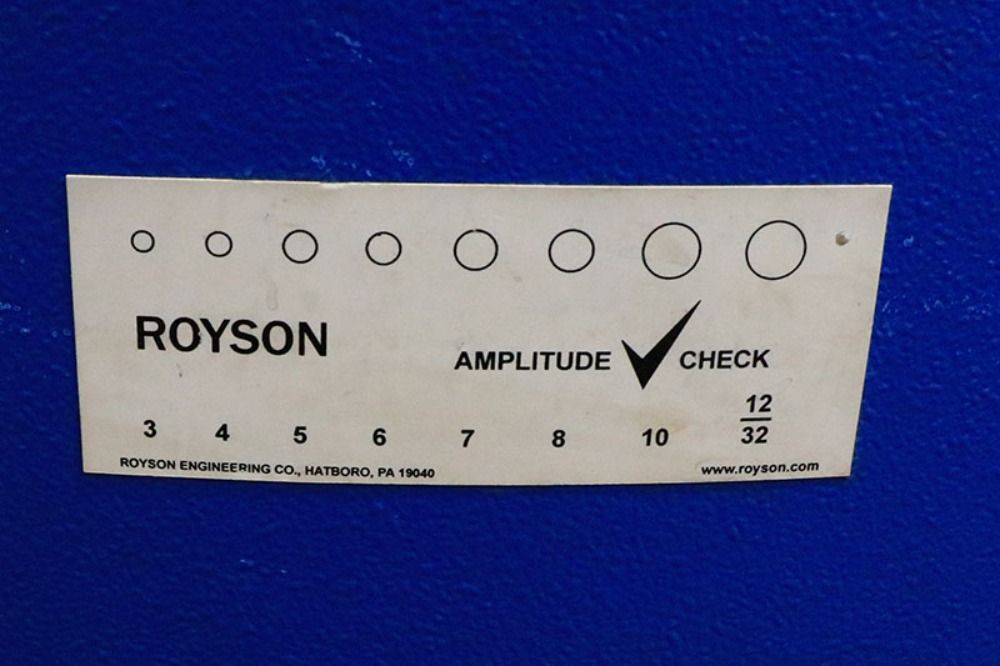 ROYSON
AMPLITUDE CHECK
3 4 5 6 7 8 10 12/32
ROYSON ENGINEERING CO., HATBORO, PA 19040
www.royson.com